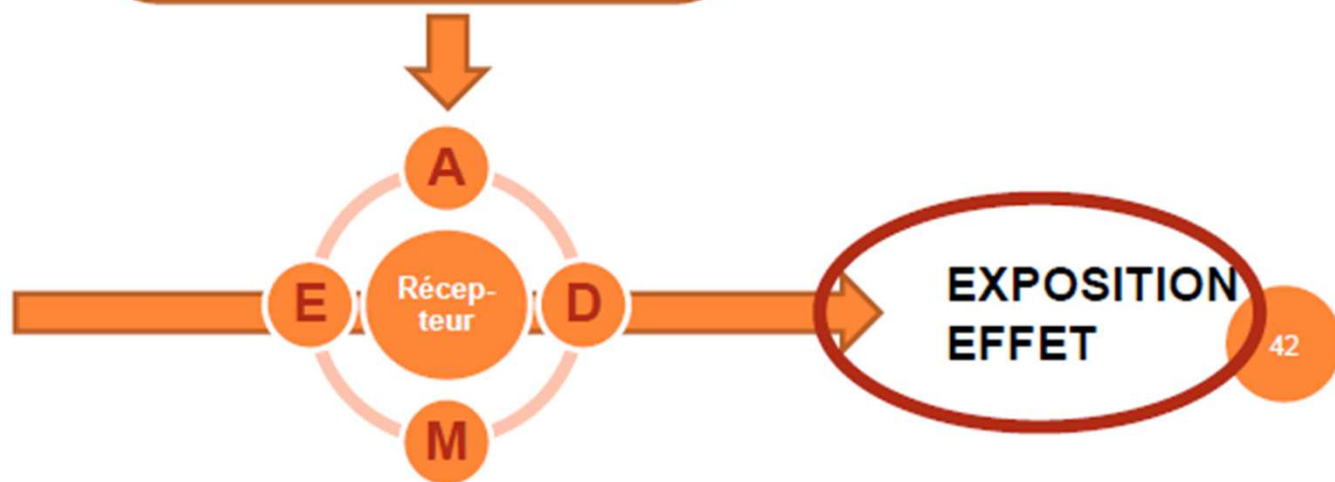 A
E
Récep-
teur
D
M
EXPOSITION
EFFET
42